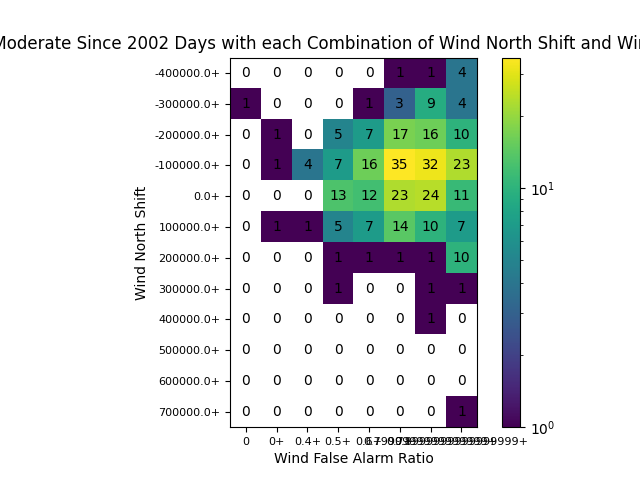 Moderate Since 2002 Days with each Combination of Wind North Shift and
-400000.0+ 0 0 0 0 0 1 1 4
-300000.0+ 1 0 0 0 1 3 9 4
-200000.0+ 0 1 0 5 7 17 16 10
-100000.0+ 0 1 4 7 16 35 32 23
0.0+ 0 0 0 13 12 23 24 11
100000.0+ 0 1 1 5 7 14 10 7
200000.0+ 0 0 0 1 1 1 1 10
300000.0+ 0 0 0 1 0 0 1 1
400000.0+ 0 0 0 0 0 0 1 0
500000.0+ 0 0 0 0 0 0 0 0
600000.0+ 0 0 0 0 0 0 0 0
700000.0+ 0 0 0 0 0 0 0 1
0 0+ 0.4+ 0.5+
Wind False Alarm Ratio
Wind North Shift
10^1
10^0